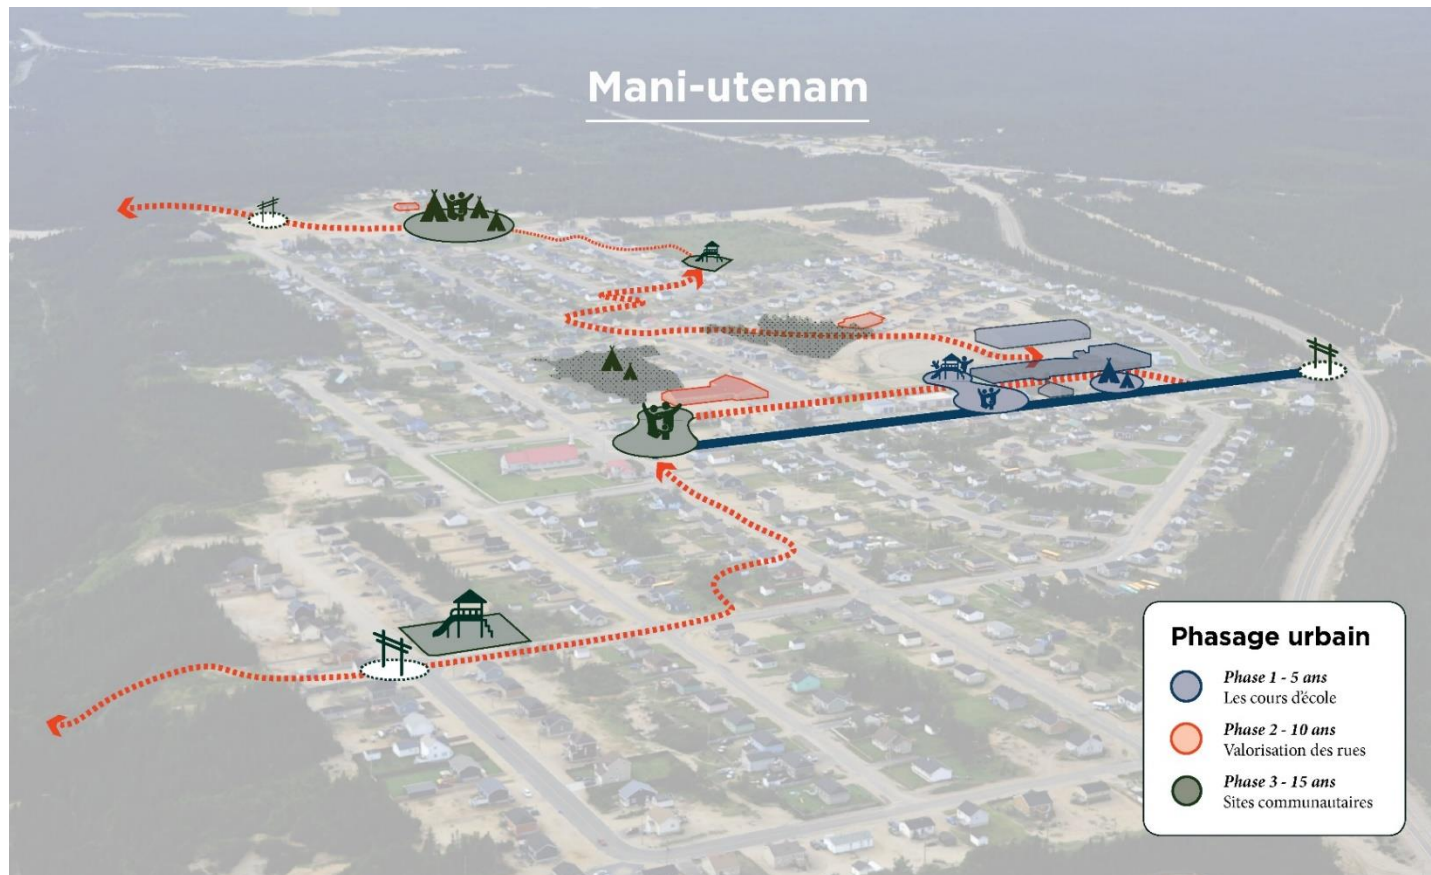 Mani-utenam
Phasage urbain
Phase 1 - 5 ans
Les cours d'école
Phase 2 - 10 ans
Valorisation des rues
Phase 3 - 15 ans
Sites communautaires